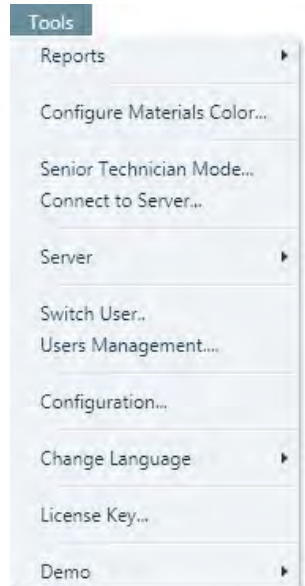 Tools
Reports
Configure Materials Color...
Senior Technician Mode...
Connect to Server...
Server
Switch User..
Users Management....
Configuration...
Change Language
License Key...
Demo